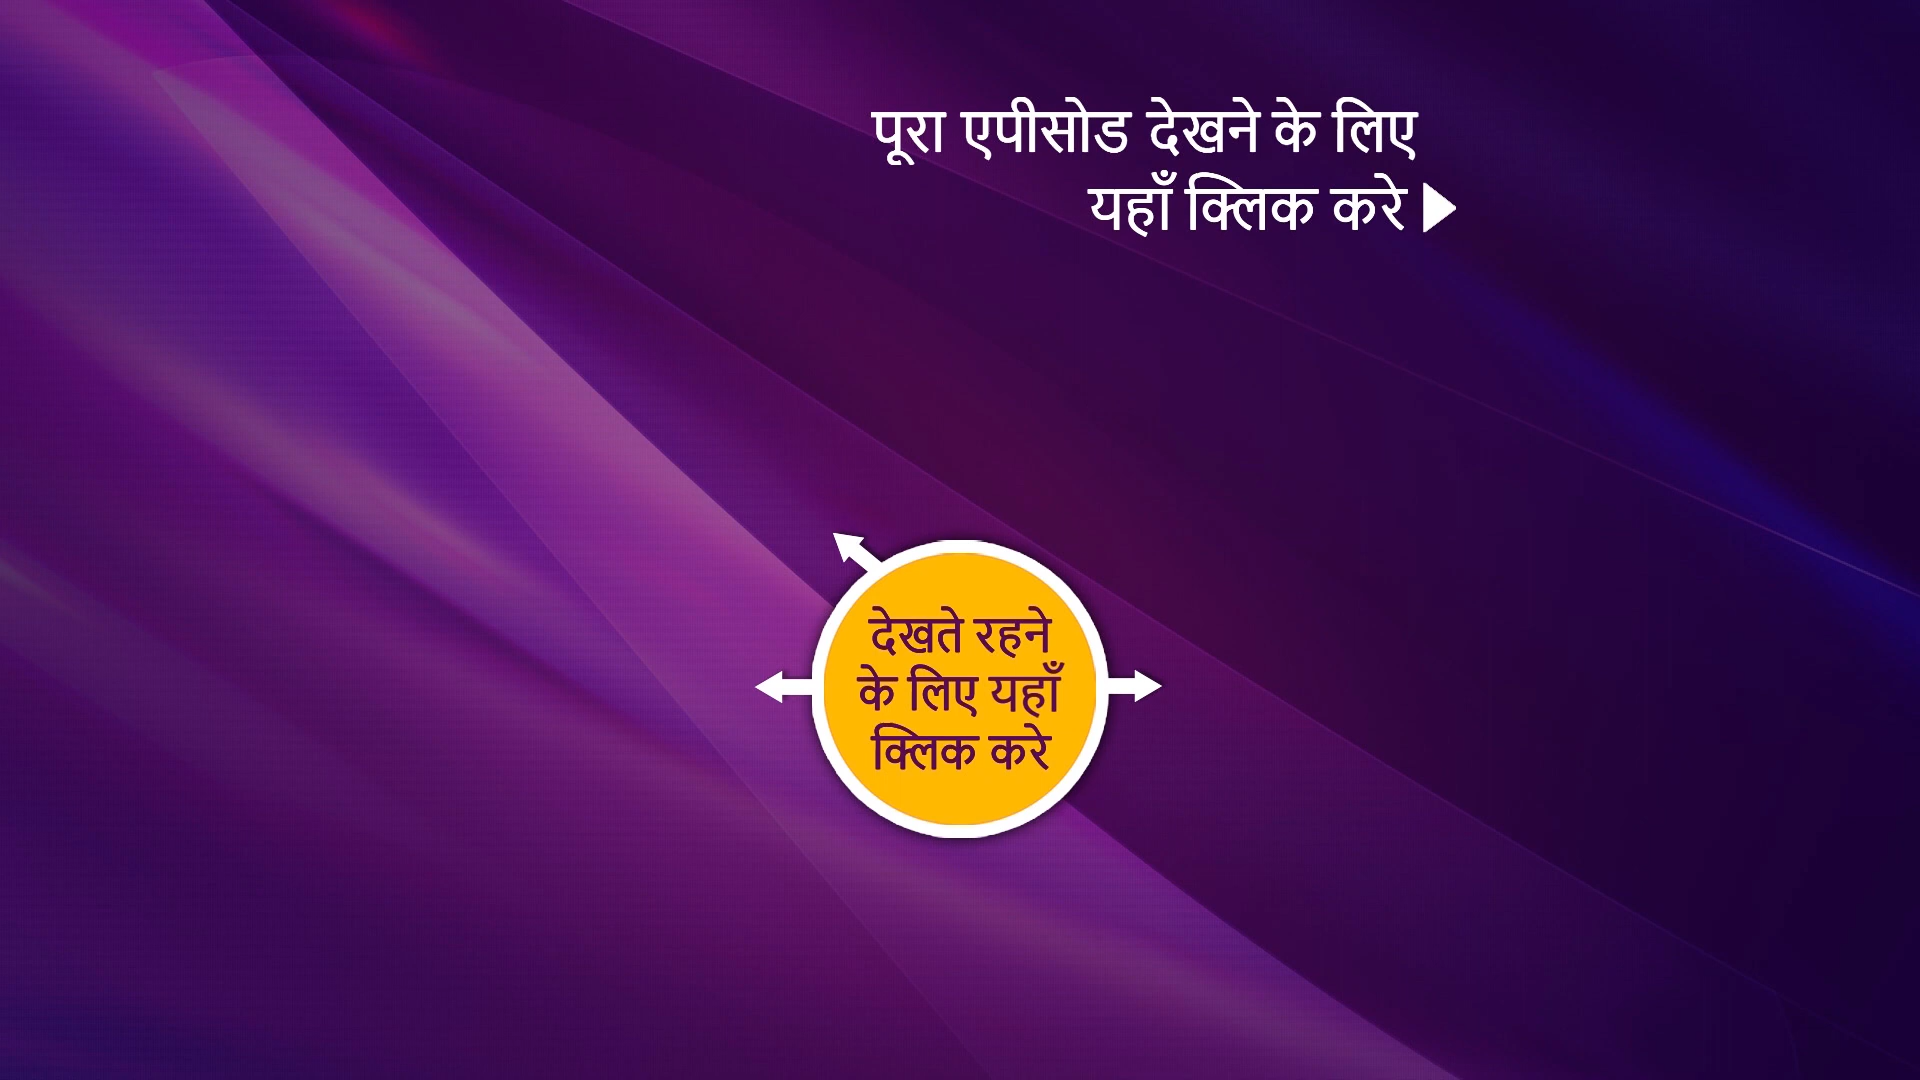 पूरा एपीसोड देखने के लिए
यहाँ क्लिक करे
देखते रहने
के लिए यहाँ
क्लिक करे